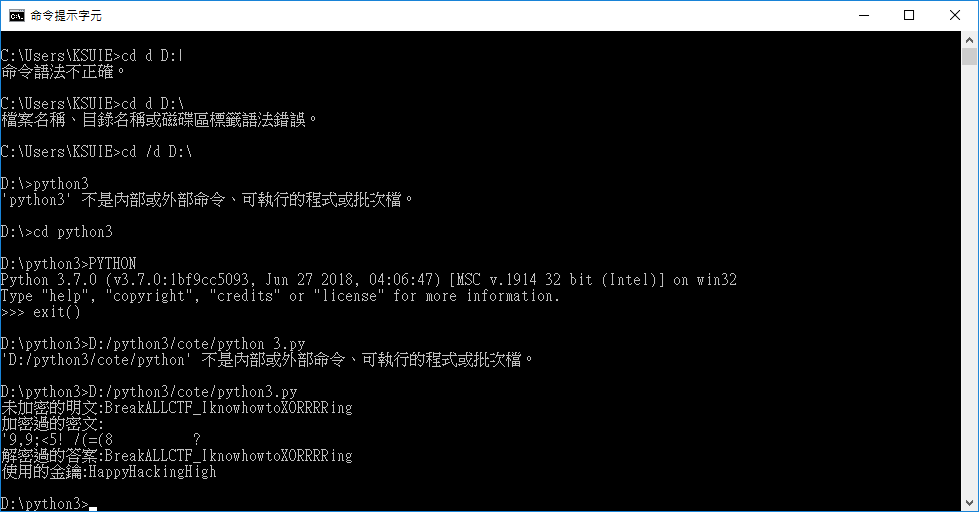 命令提示字元
C:\Users\KSUIE>cd d D:|
命令語法不正確。
C:\Users\KSUIE>cd d D:\
檔案名稱、目錄名稱或磁碟區標籤語法錯誤。
C:\Users\KSUIE>cd /d D:\
D:\>python3
'python3' 不是內部或外部命令、可執行的程式或批次檔。
D:\>cd python3
D:\python3>PYTHON
Python 3.7.0 (v3.7.0:1bf9cc5093, Jun 27 2018, 04:06:47) [MSC v.1914 32 bit (Intel)] on win32
Type "help", "copyright", "credits" or "license" for more information.
>>> exit()
D:\python3>D:/python3/cote/python 3.py
'D:/python3/cote/python' 不是內部或外部命令、可執行的程式或批次檔。
D:\python3>D:/python3/cote/python3.py
未加密的明文:BreakALLCTF_IknowhowtoXORRRRing
加密過的密文:
'9,9;<5! /(=(8          ?
解密過的答案:BreakALLCTF_IknowhowtoXORRRRing
使用的金鑰:HappyHackingHigh
D:\python3>